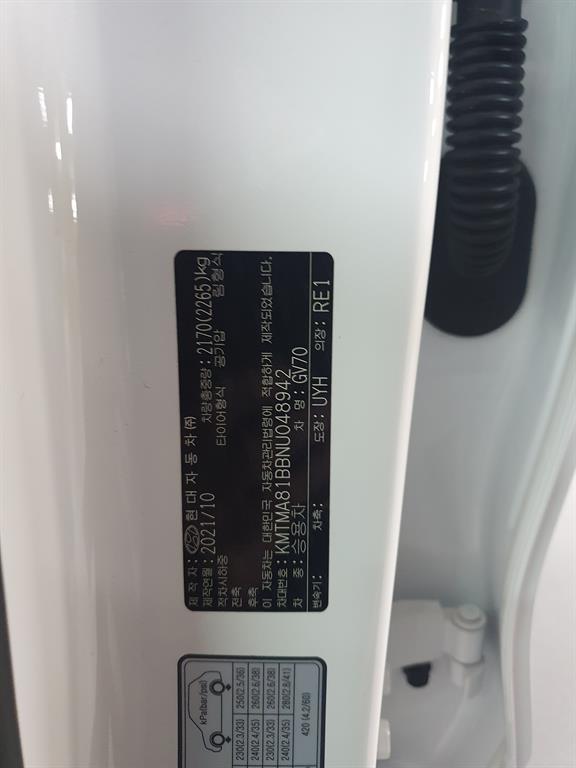 제 작 자: 현대자동차㈜
제작연월: 2021/10 차량총중량: 2170(2265)kg
적차시하중 타이어형식 공기압 림형식
전축
후축
이 자동차는 대한민국 자동차관리법령에 적합하게 제작되었습니다.
차대번호: KMTMA81BBNU048942
차 종: 승용차 차 명: GV70
변속기: 차축: 도장: UYH 의장: RE1
kPa(bar/psi)
230(2.3/33) 250(2.5/36)
240(2.4/35) 260(2.6/38)
230(2.3/33) 260(2.6/38)
240(2.4/35) 280(2.8/41)
420 (4.2/60)